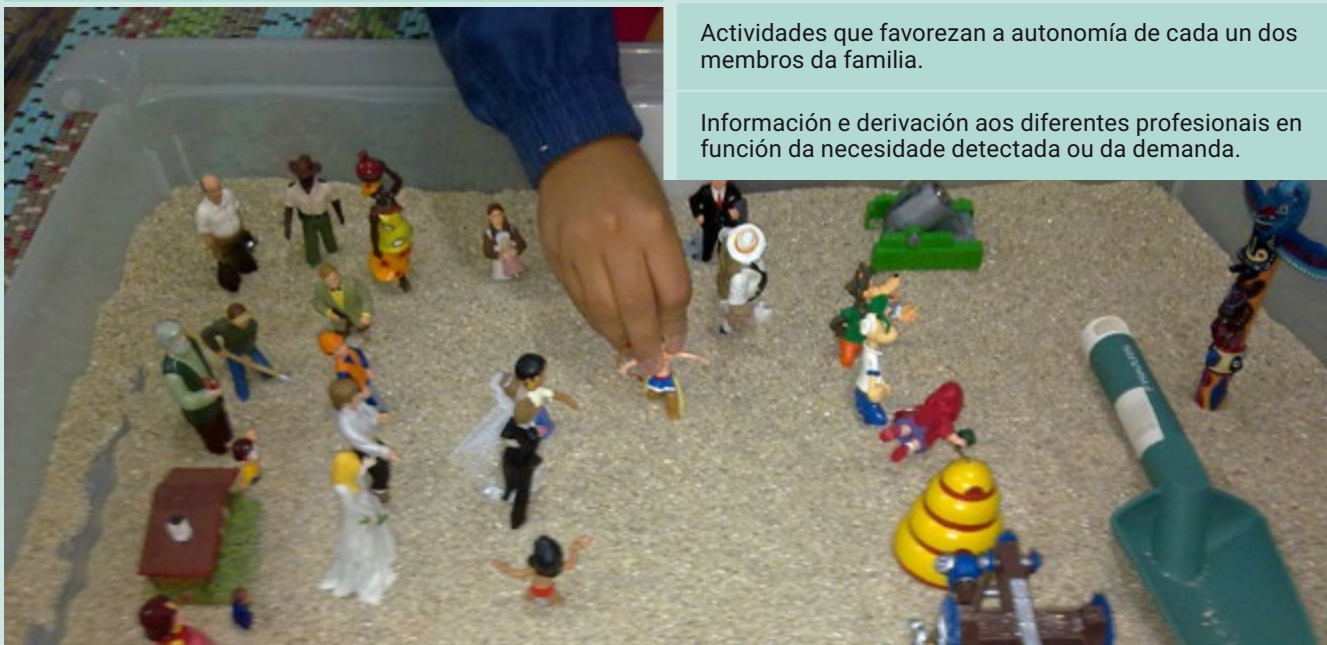 Actividades que favorezan a autonomía de cada un dos
membros da familia.
Información e derivación aos diferentes profesionais en
función da necesidade detectada ou da demanda.